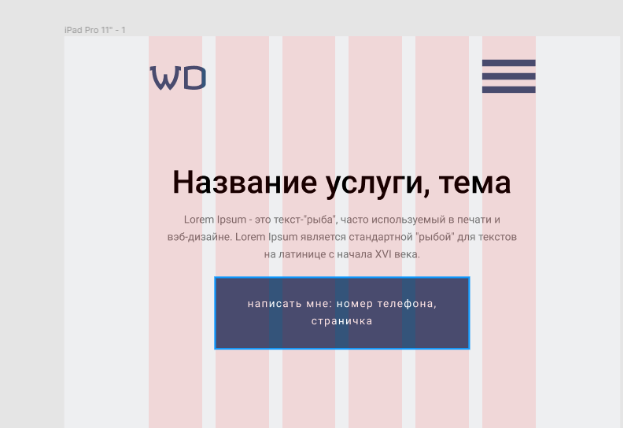 iPad Pro 11" - 1
WD
Название услуги, тема
Lorem Ipsum - это текст-"рыба", часто используемый в печати и
вэб-дизайне. Lorem Ipsum является стандартной "рыбой" для текстов
на латинице с начала XVI века.
написать мне: номер телефона,
страничка